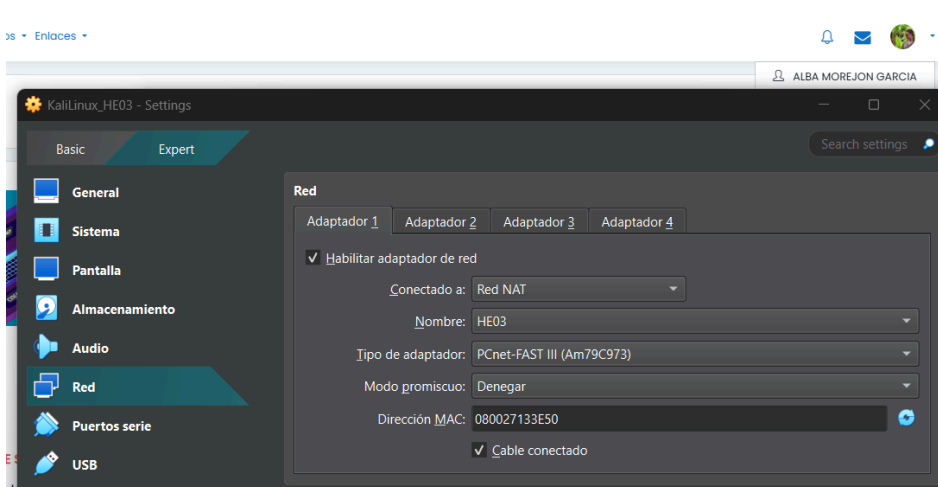 os Enlaces
ALBA MOREJON GARCIA
KaliLinux_HE03 - Settings
Basic Expert Search settings
General
Sistema
Pantalla
Almacenamiento
Audio
Red
Puertos serie
USB
Red
Adaptador 1 Adaptador 2 Adaptador 3 Adaptador 4
Habilitar adaptador de red
Conectado a: Red NAT
Nombre: HE03
Tipo de adaptador: PCnet-FAST III (Am79C973)
Modo promiscuo: Denegar
Dirección MAC: 080027133E50
Cable conectado